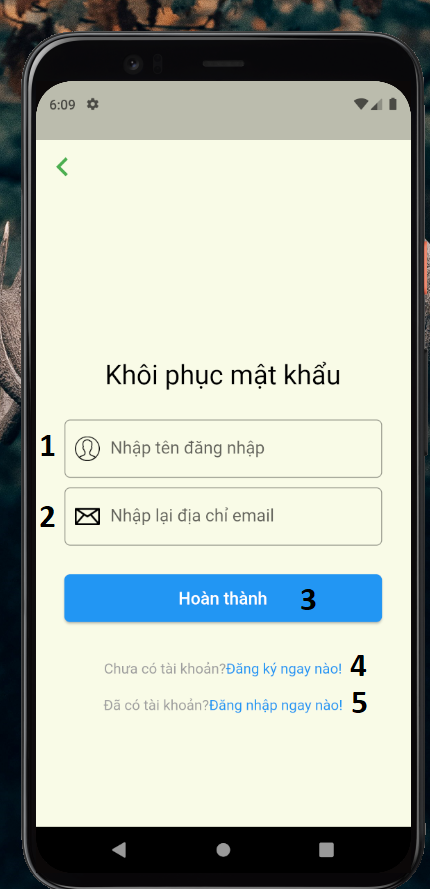 6:09
Khôi phục mật khẩu
1 Nhập tên đăng nhập
2 Nhập lại địa chỉ email
Hoàn thành 3
Chưa có tài khoản?Đăng ký ngay nào! 4
Đã có tài khoản?Đăng nhập ngay nào! 5